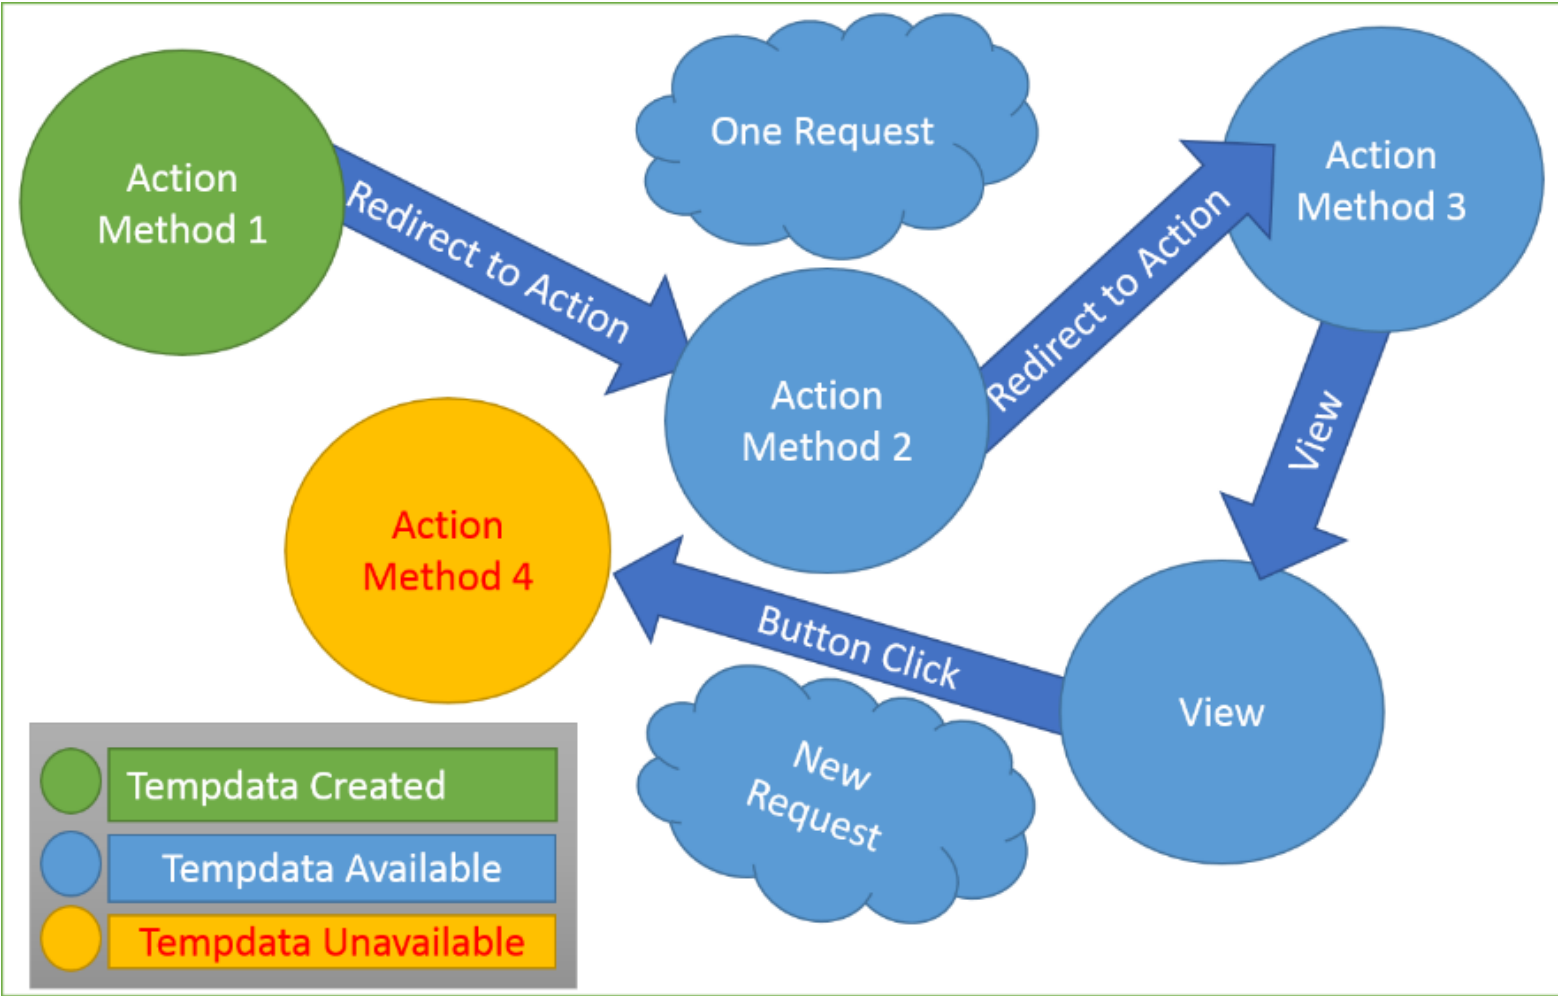 Action
Method 1
Redirect to Action
One Request
Action
Method 2
Redirect to Action
Action
Method 3
View
View
Button Click
New
Request
Action
Method 4
Tempdata Created
Tempdata Available
Tempdata Unavailable